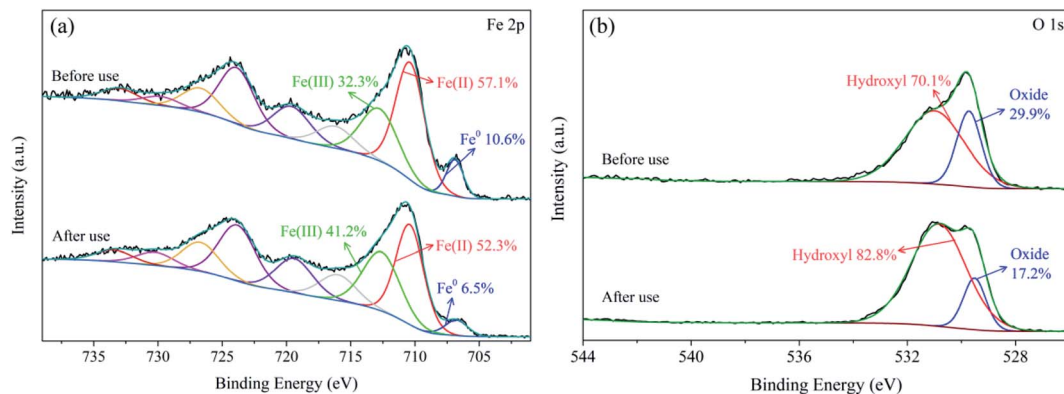 (a)
Fe 2p
Before use
Fe(III) 32.3%
Fe(II) 57.1%
Fe⁰ 10.6%
After use
Fe(III) 41.2%
Fe(II) 52.3%
Fe⁰ 6.5%
Intensity (a.u.)
735 730 725 720 715 710 705
Binding Energy (eV)
(b)
O 1s
Hydroxyl 70.1%
Oxide
29.9%
Before use
Hydroxyl 82.8%
Oxide
17.2%
After use
Intensity (a.u.)
544 540 536 532 528
Binding Energy (eV)